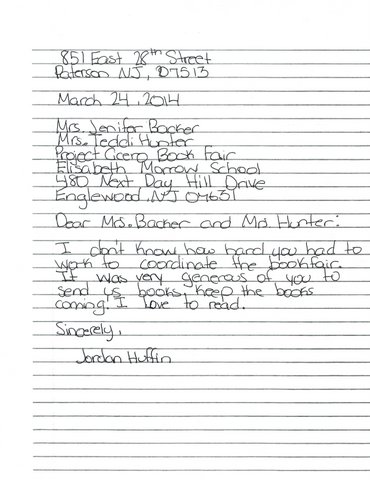 851 East 28th Street
Paterson NJ, 07513
March 24, 2014
Mrs. Jenifer Backer
Mrs. Teddi Hunter
Project Cicero Book Fair
Elisabeth Morrow School
480 Next Day Hill Drive
Englewood NJ 07631
Dear Mrs. Backer and Mrs. Hunter:
I don't know how hard you had to
work to coordinate the bookfair.
It was very generous of you to
send us books. Keep the books
coming! I love to read.
Sincerely,
Jordan Huffin